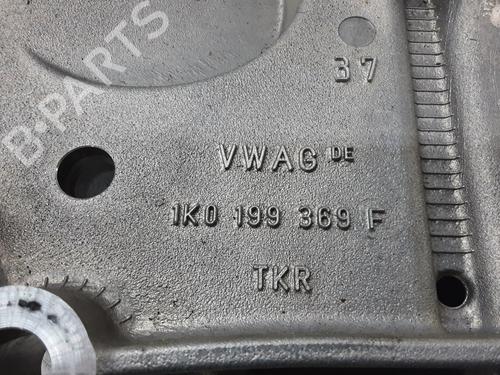 B-PARTS
37
VWAG DE
1K0 199 369 F
TKR